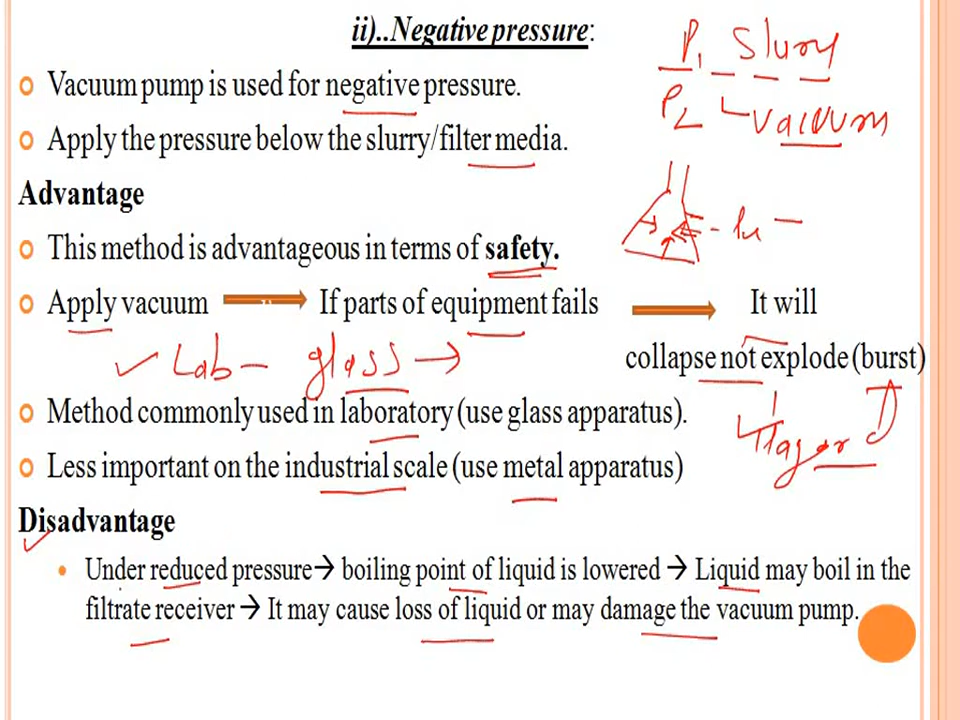 ii)..Negative pressure:
P1 Slurry
Vacuum pump is used for negative pressure.
P2 Vacuum
Apply the pressure below the slurry/filter media.
Advantage
This method is advantageous in terms of safety.
Apply vacuum → If parts of equipment fails → It will
collapse not explode (burst)
✓ Lab - glass →
Method commonly used in laboratory (use glass apparatus).
Less important on the industrial scale (use metal apparatus)
Disadvantage
Under reduced pressure→ boiling point of liquid is lowered → Liquid may boil in the
filtrate receiver → It may cause loss of liquid or may damage the vacuum pump.